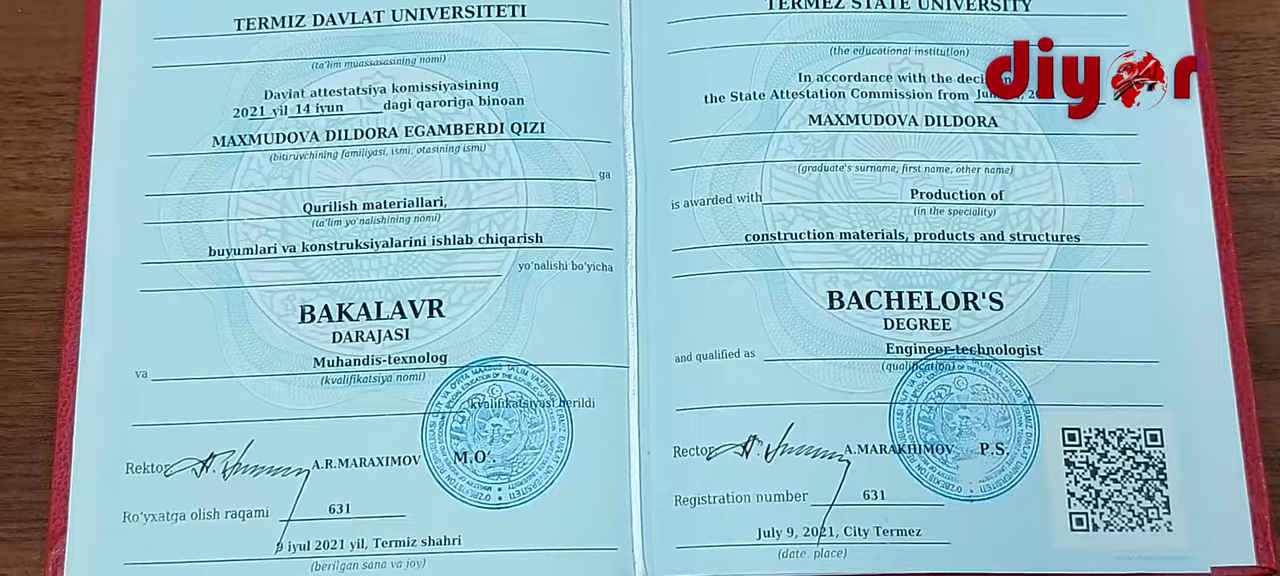 TERMIZ DAVLAT UNIVERSITETI
(ta'lim muassasasining nomi)
Davlat attestatsiya komissiyasining
2021 yil 14 iyun dagi qaroriga binoan
MAXMUDOVA DILDORA EGAMBERDI QIZI
(bitiruvchining familiyasi, ismi, otasining ismi)
ga
Qurilish materiallari,
(ta'lim yo'nalishining nomi)
buyumlari va konstruksiyalarini ishlab chiqarish
yo'nalishi bo'yicha
BAKALAVR
DARAJASI
Muhandis-texnolog
va
(kvalifikatsiya nomi)
kvalifikatsiyasi berildi
Rektor A.R.MARAXIMOV M.O'.
Ro'yxatga olish raqami 631
9 iyul 2021 yil, Termiz shahri
(berilgan sana va joy)
TERMEZ STATE UNIVERSITY
(the educational institution)
In accordance with the
the State Attestation Commission from
MAXMUDOVA DILDORA
(graduate's surname, first name, other name)
is awarded with Production of
(in the speciality)
construction materials, products and structures
BACHELOR'S
DEGREE
and qualified as Engineer-technologist
(qualification)
Rector A.MARAKHIMOV P.S.
Registration number 631
July 9, 2021, City Termez
(date, place)
diyor 24